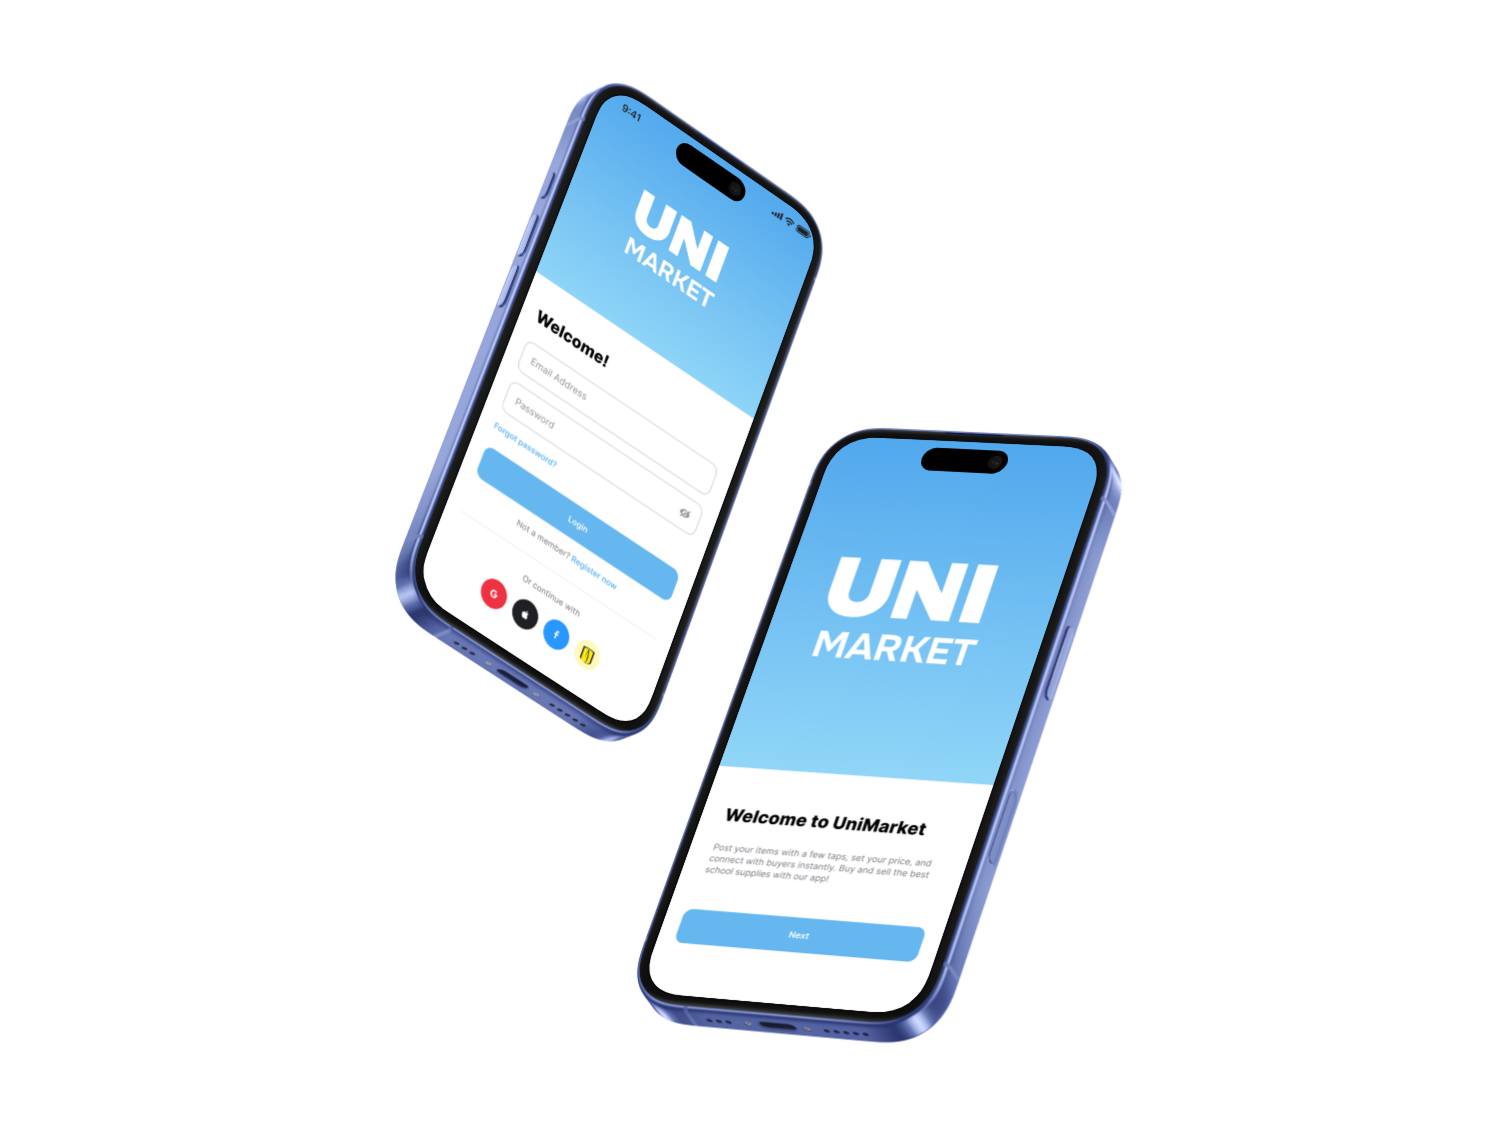 9:41
UNI
MARKET
Welcome!
Email Address
Password
Forgot password?
Login
Not a member? Register now
Or continue with
G
f
UNI
MARKET
Welcome to UniMarket
Post your items with a few taps, set your price, and
connect with buyers instantly. Buy and sell the best
school supplies with our app!
Next